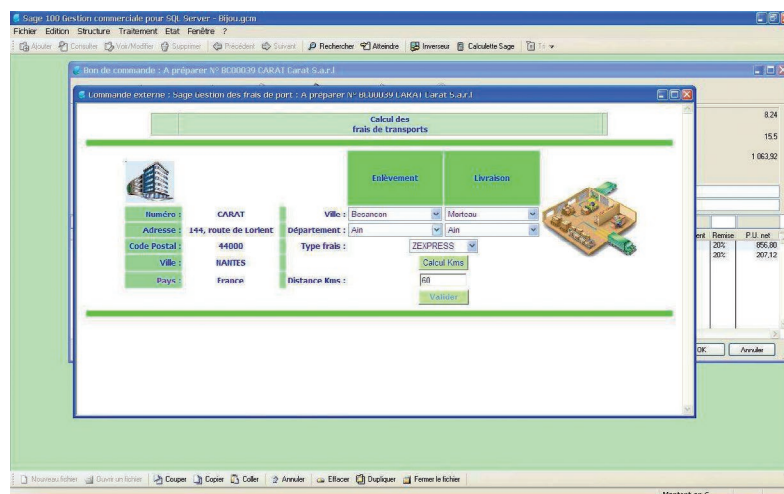 Sage 100 Gestion commerciale pour SQL Server - Bijou.gcm
Fichier Edition Structure Traitement Etat Fenêtre ?
Ajouter Consulter Voir/Modifier Supprimer Précédent Suivant Rechercher Atteindre Inverseur Calculette Sage
Bon de commande : A préparer N° BC00039 CARAT Carat S.a.r.l
Commande externe : Sage Gestion des frais de port : A préparer N° BC00039 CARAT Carat S.a.r.l
Calcul des
frais de transports
8.24
15.5
1 063,92
Enlèvement Livraison
Numéro : CARAT Ville : Besancon Morteau
Adresse : 144, route de Lorient Département : Ain Ain
Code Postal : 44000 Type frais : ZEXPRESS
Ville : NANTES Calcul Kms
Pays : France Distance Kms : 60
Valider
Remise P.U. net
20% 856,80
20% 207,12
OK Annuler
Nouveau fichier Ouvrir un fichier Couper Copier Coller Annuler Effacer Dupliquer Fermer le fichier